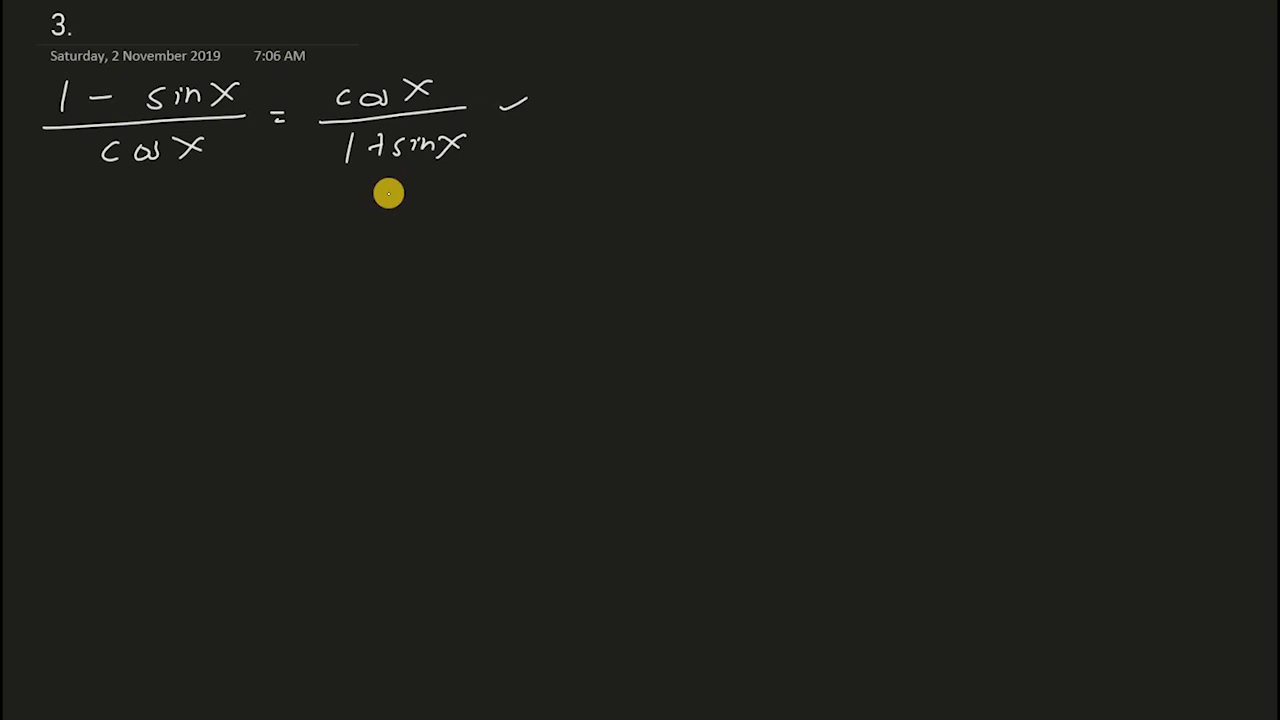 3.
Saturday, 2 November 2019 7:06 AM
1 - sin x = cos x ✓
cos x 1 + sin x